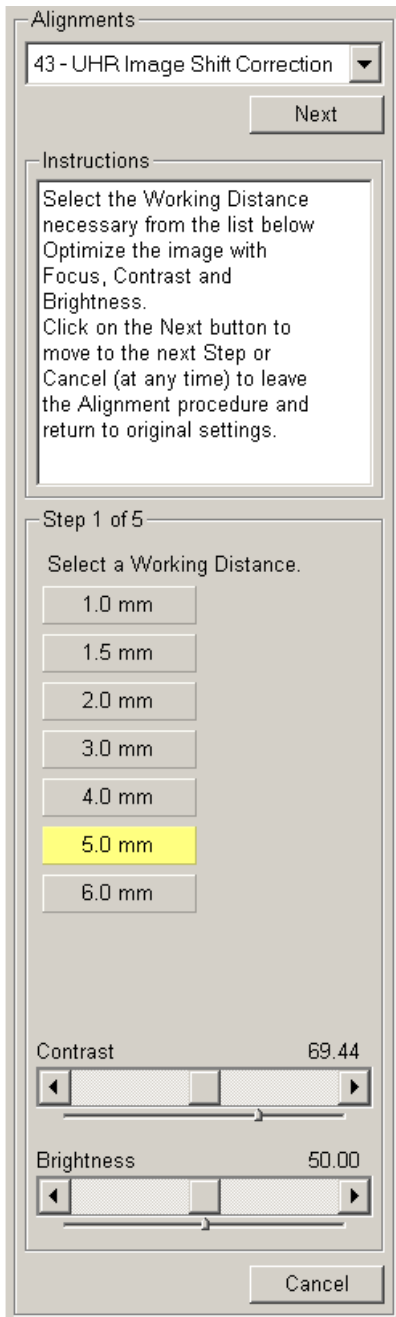 Alignments
43 - UHR Image Shift Correction
Next
Instructions
Select the Working Distance
necessary from the list below
Optimize the image with
Focus, Contrast and
Brightness.
Click on the Next button to
move to the next Step or
Cancel (at any time) to leave
the Alignment procedure and
return to original settings.
Step 1 of 5
Select a Working Distance.
1.0 mm
1.5 mm
2.0 mm
3.0 mm
4.0 mm
5.0 mm
6.0 mm
Contrast 69.44
Brightness 50.00
Cancel